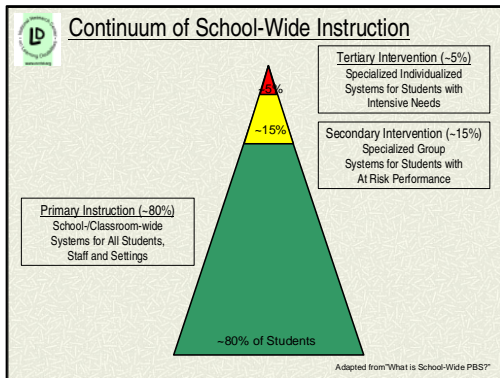 LD
Continuum of School-Wide Instruction
Tertiary Intervention (~5%)
Specialized Individualized
Systems for Students with
Intensive Needs
~5%
~15%
Secondary Intervention (~15%)
Specialized Group
Systems for Students with
At Risk Performance
Primary Instruction (~80%)
School-/Classroom-wide
Systems for All Students,
Staff and Settings
~80% of Students
Adapted from "What is School-Wide PBS?"